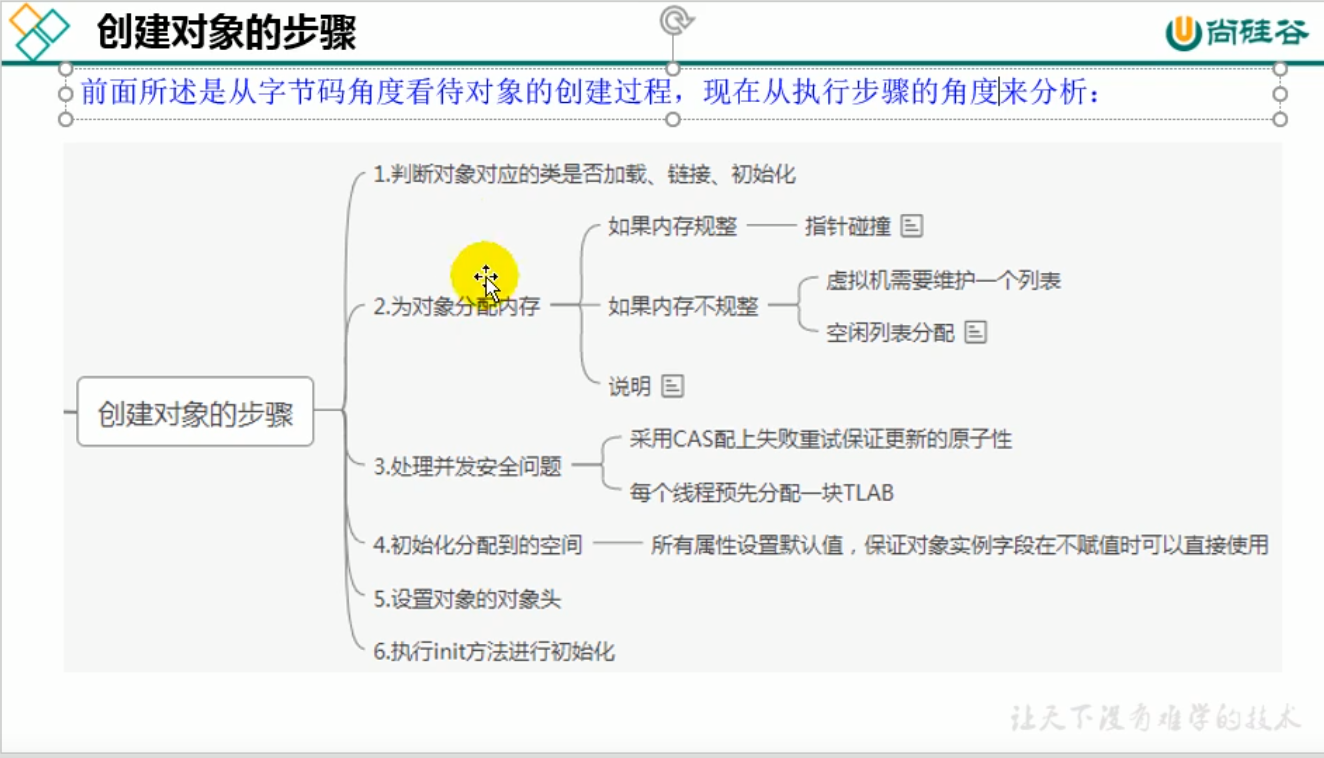 创建对象的步骤
尚硅谷
前面所述是从字节码角度看待对象的创建过程，现在从执行步骤的角度来分析：
1.判断对象对应的类是否加载、链接、初始化
如果内存规整
指针碰撞
2.为对象分配内存
如果内存不规整
虚拟机需要维护一个列表
空闲列表分配
说明
创建对象的步骤
3.处理并发安全问题
采用CAS配上失败重试保证更新的原子性
每个线程预先分配一块TLAB
4.初始化分配到的空间
所有属性设置默认值，保证对象实例字段在不赋值时可以直接使用
5.设置对象的对象头
6.执行init方法进行初始化
让天下没有难学的技术